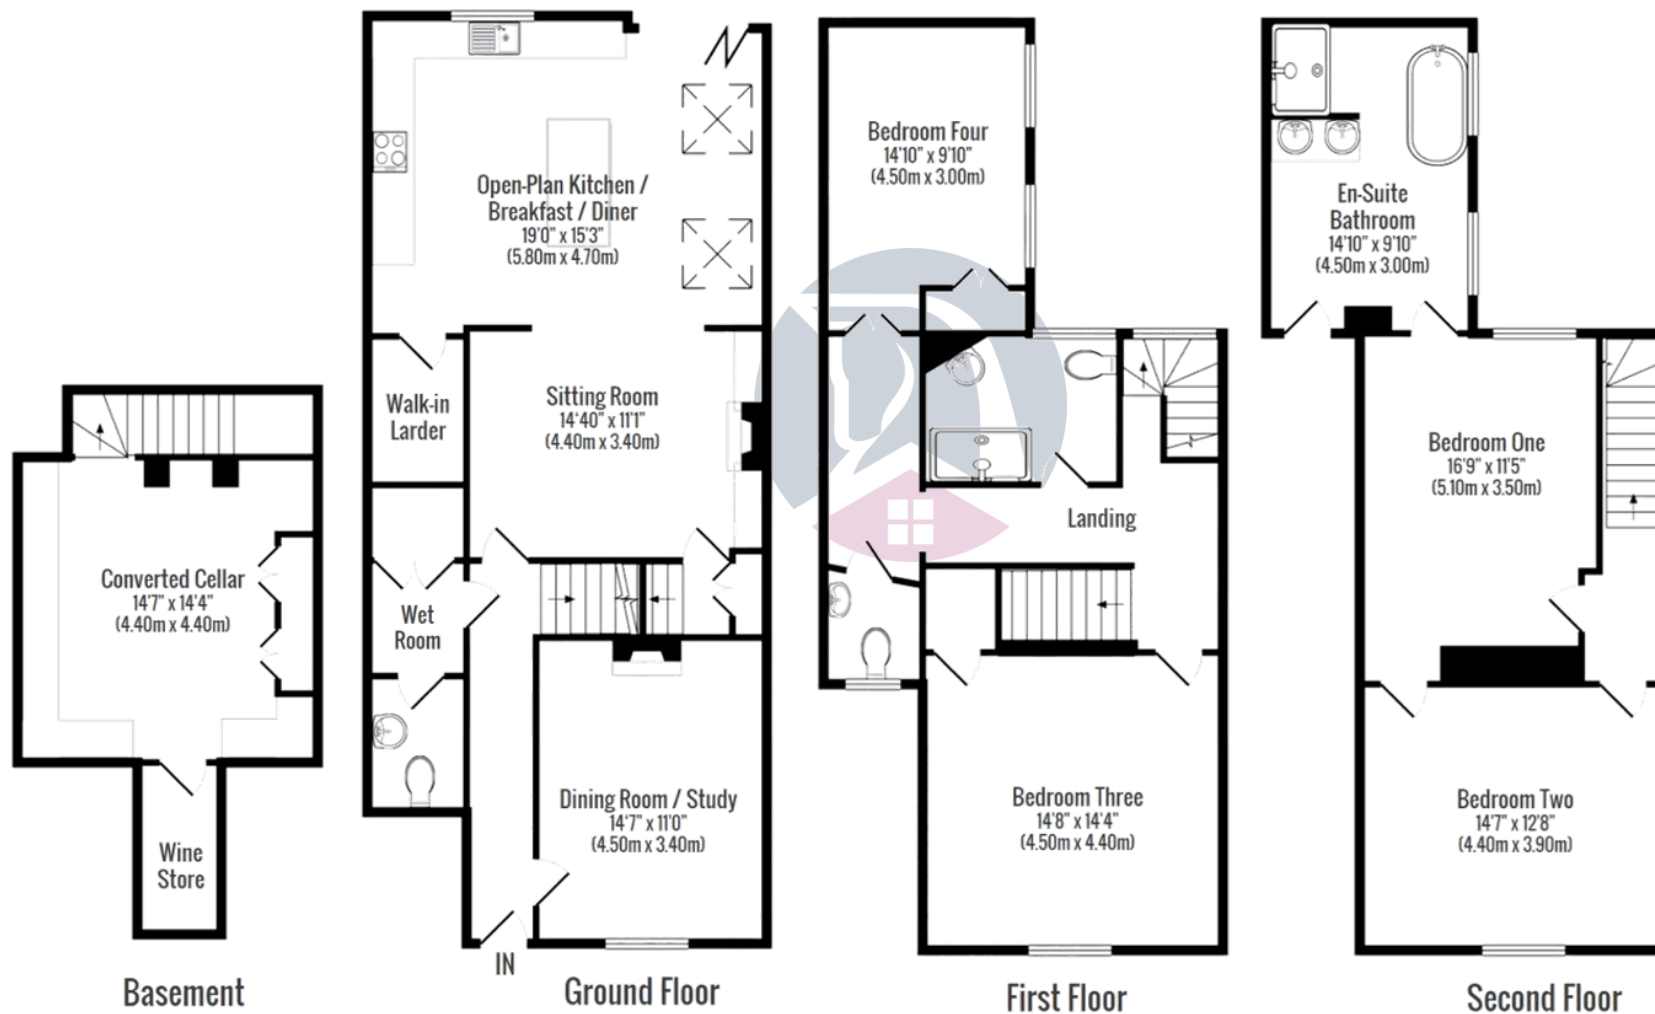 Open-Plan Kitchen /
Breakfast / Diner
19'0" x 15'3"
(5.80m x 4.70m)
Walk-in
Larder
Sitting Room
14'40" x 11'1"
(4.40m x 3.40m)
Converted Cellar
14'7" x 14'4"
(4.40m x 4.40m)
Wet
Room
Dining Room / Study
14'7" x 11'0"
(4.50m x 3.40m)
Wine
Store
IN
Basement
Ground Floor
Bedroom Four
14'10" x 9'10"
(4.50m x 3.00m)
Landing
Bedroom Three
14'8" x 14'4"
(4.50m x 4.40m)
First Floor
En-Suite
Bathroom
14'10" x 9'10"
(4.50m x 3.00m)
Bedroom One
16'9" x 11'5"
(5.10m x 3.50m)
Bedroom Two
14'7" x 12'8"
(4.40m x 3.90m)
Second Floor